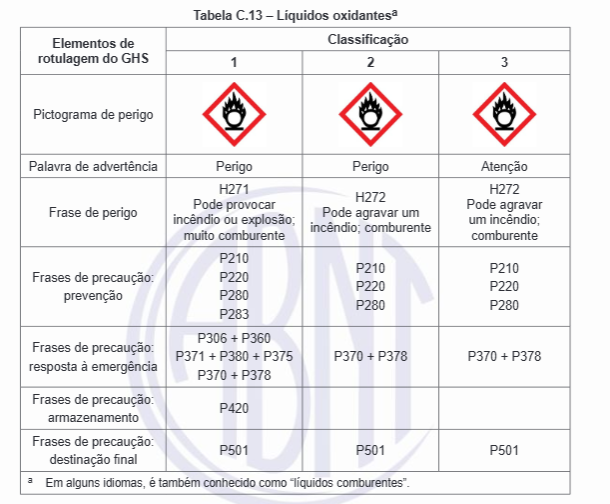 Tabela C.13 – Líquidos oxidantesª
Elementos de
rotulagem do GHS
Classificação
1 2 3
Pictograma de perigo
Palavra de advertência Perigo Perigo Atenção
Frase de perigo
H271
Pode provocar
incêndio ou explosão;
muito comburente
H272
Pode agravar um
incêndio; comburente
H272
Pode agravar
um incêndio;
comburente
Frases de precaução:
prevenção
P210
P220
P280
P283
P210
P220
P280
P210
P220
P280
Frases de precaução:
resposta à emergência
P306 + P360
P371 + P380 + P375
P370 + P378
P370 + P378
P370 + P378
Frases de precaução:
armazenamento
P420
Frases de precaução:
destinação final
P501 P501 P501
ª Em alguns idiomas, é também conhecido como “líquidos comburentes”.
ABNT